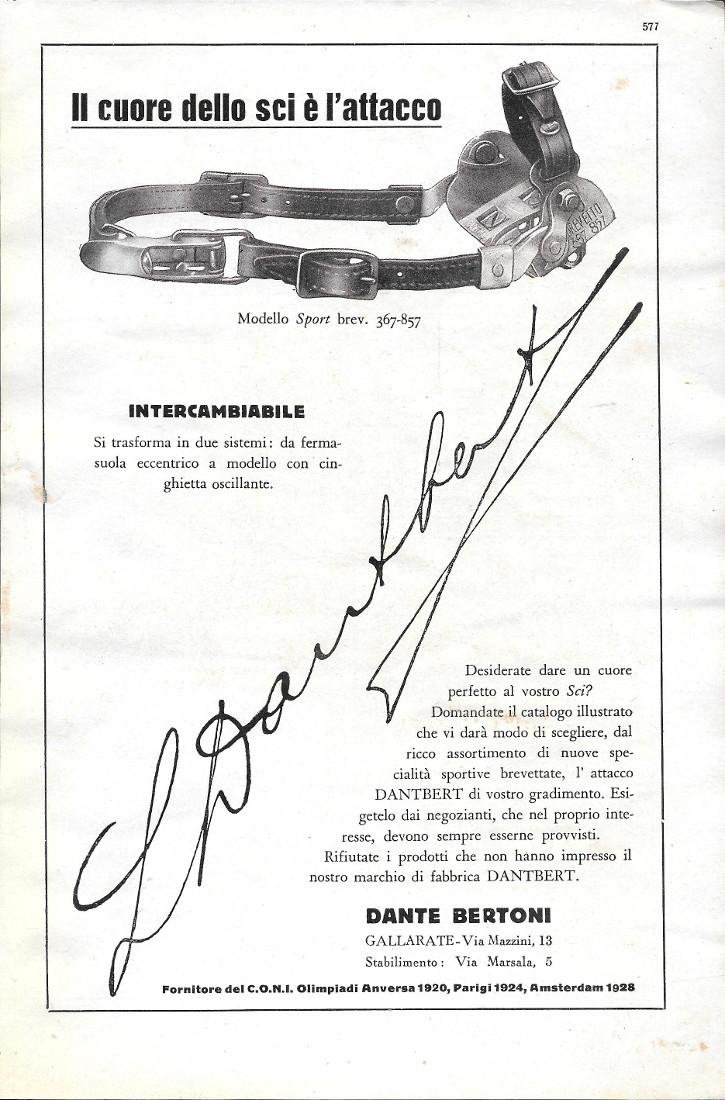 577
Il cuore dello sci è l'attacco
BREVETTO
367
857
Modello Sport brev. 367-857
INTERCAMBIABILE
Si trasforma in due sistemi: da ferma-
suola eccentrico a modello con cin-
ghietta oscillante.
Dantbert
Desiderate dare un cuore
perfetto al vostro Sci?
Domandate il catalogo illustrato
che vi darà modo di scegliere, dal
ricco assortimento di nuove spe-
cialità sportive brevettate, l' attacco
DANTBERT di vostro gradimento. Esi-
getelo dai negozianti, che nel proprio inte-
resse, devono sempre esserne provvisti.
Rifiutate i prodotti che non hanno impresso il
nostro marchio di fabbrica DANTBERT.
DANTE BERTONI
GALLARATE-Via Mazzini, 13
Stabilimento: Via Marsala, 5
Fornitore del C.O.N.I. Olimpiadi Anversa 1920, Parigi 1924, Amsterdam 1928